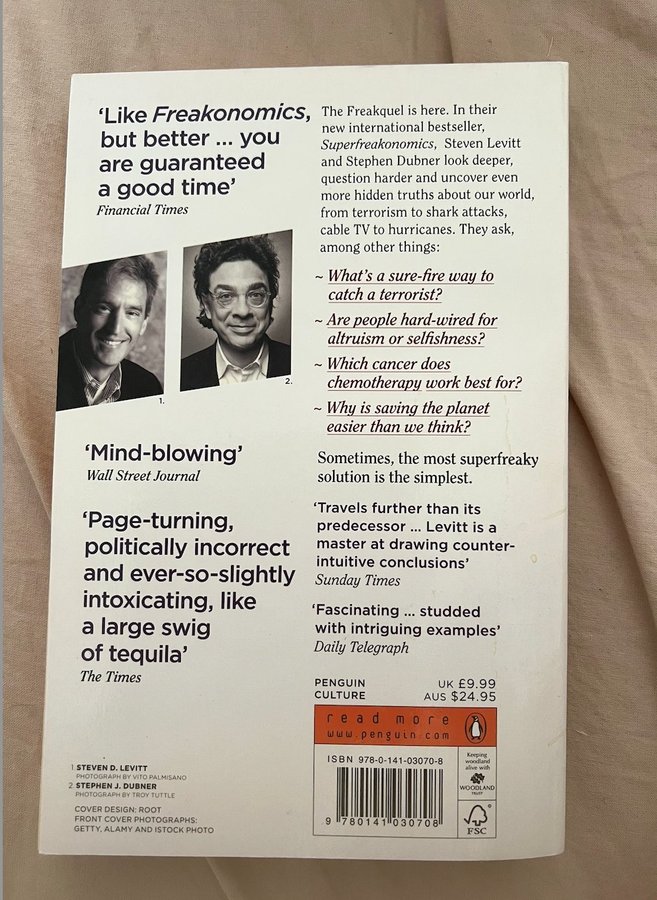 ‘Like Freakonomics,
but better ... you
are guaranteed
a good time’
Financial Times
1.
2.
‘Mind-blowing’
Wall Street Journal
‘Page-turning,
politically incorrect
and ever-so-slightly
intoxicating, like
a large swig
of tequila’
The Times
1 STEVEN D. LEVITT
PHOTOGRAPH BY VITO PALMISANO
2 STEPHEN J. DUBNER
PHOTOGRAPH BY TROY TUTTLE
COVER DESIGN: ROOT
FRONT COVER PHOTOGRAPHS:
GETTY, ALAMY AND ISTOCK PHOTO
The Freakquel is here. In their
new international bestseller,
Superfreakonomics, Steven Levitt
and Stephen Dubner look deeper,
question harder and uncover even
more hidden truths about our world,
from terrorism to shark attacks,
cable TV to hurricanes. They ask,
among other things:
~ What’s a sure-fire way to
catch a terrorist?
~ Are people hard-wired for
altruism or selfishness?
~ Which cancer does
chemotherapy work best for?
~ Why is saving the planet
easier than we think?
Sometimes, the most superfreaky
solution is the simplest.
‘Travels further than its
predecessor ... Levitt is a
master at drawing counter-
intuitive conclusions’
Sunday Times
‘Fascinating ... studded
with intriguing examples’
Daily Telegraph
PENGUIN UK £9.99
CULTURE AUS $24.95
read more
www.penguin.com
ISBN 978-0-141-03070-8
9 780141 030708
Keeping
woodland
alive with
WOODLAND
TRUST
FSC